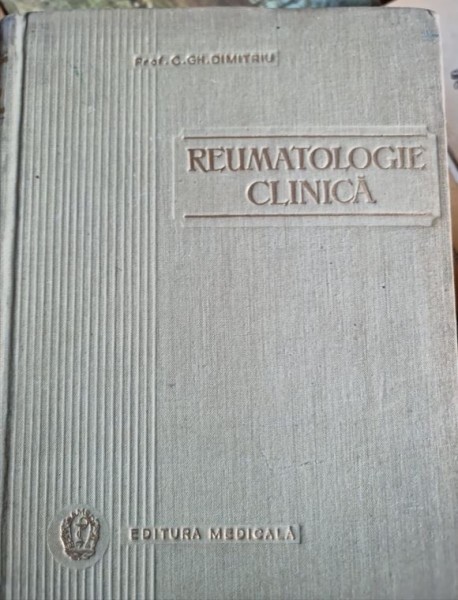 Prof. C. GH. DIMITRIU
REUMATOLOGIE
CLINICĂ
EDITURA MEDICALĂ